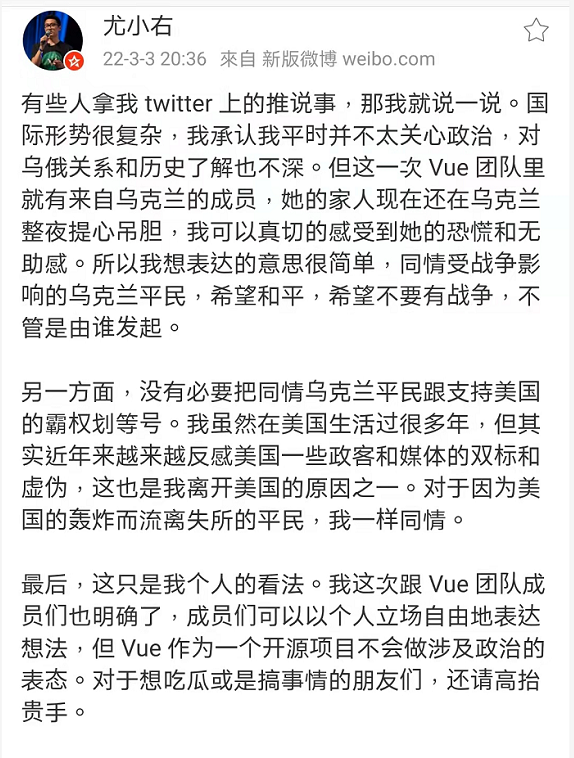 尤小右
22-3-3 20:36 來自 新版微博 weibo.com
有些人拿我 twitter 上的推说事，那我就说一说。国
际形势很复杂，我承认我平时并不太关心政治，对
乌俄关系和历史了解也不深。但这一次 Vue 团队里
就有来自乌克兰的成员，她的家人现在还在乌克兰
整夜提心吊胆，我可以真切的感受到她的恐慌和无
助感。所以我想表达的意思很简单，同情受战争影
响的乌克兰平民，希望和平，希望不要有战争，不
管是由谁发起。
另一方面，没有必要把同情乌克兰平民跟支持美国
的霸权划等号。我虽然在美国生活过很多年，但其
实近年来越来越反感美国一些政客和媒体的双标和
虚伪，这也是我离开美国的原因之一。对于因为美
国的轰炸而流离失所的平民，我一样同情。
最后，这只是我个人的看法。我这次跟 Vue 团队成
员们也明确了，成员们可以以个人立场自由地表达
想法，但 Vue 作为一个开源项目不会做涉及政治的
表态。对于想吃瓜或是搞事情的朋友们，还请高抬
贵手。